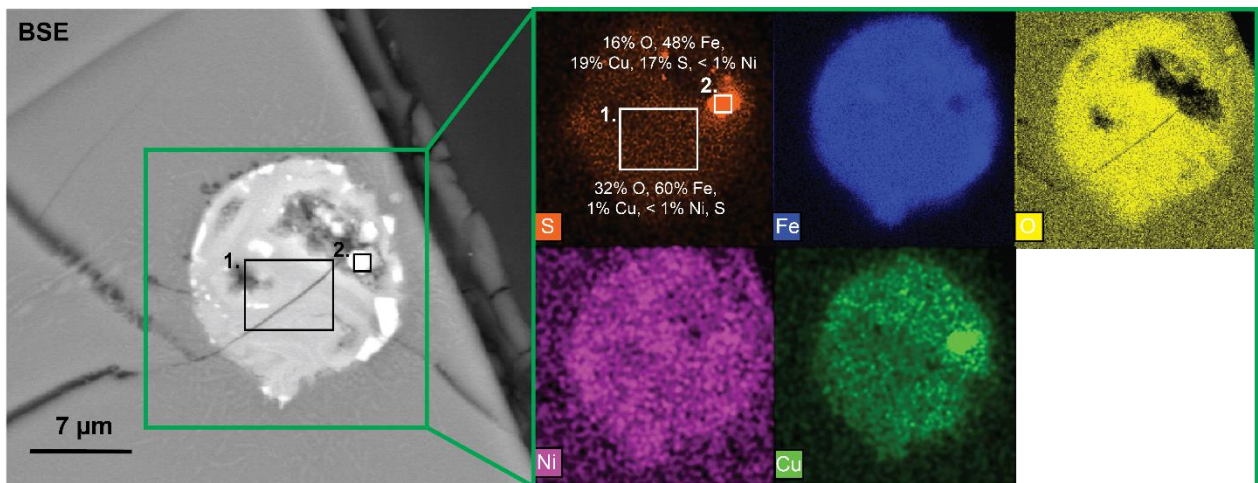 BSE
1.
2.
7 µm
16% O, 48% Fe,
19% Cu, 17% S, < 1% Ni
2.
1.
32% O, 60% Fe,
1% Cu, < 1% Ni, S
S
Fe
O
Ni
Cu